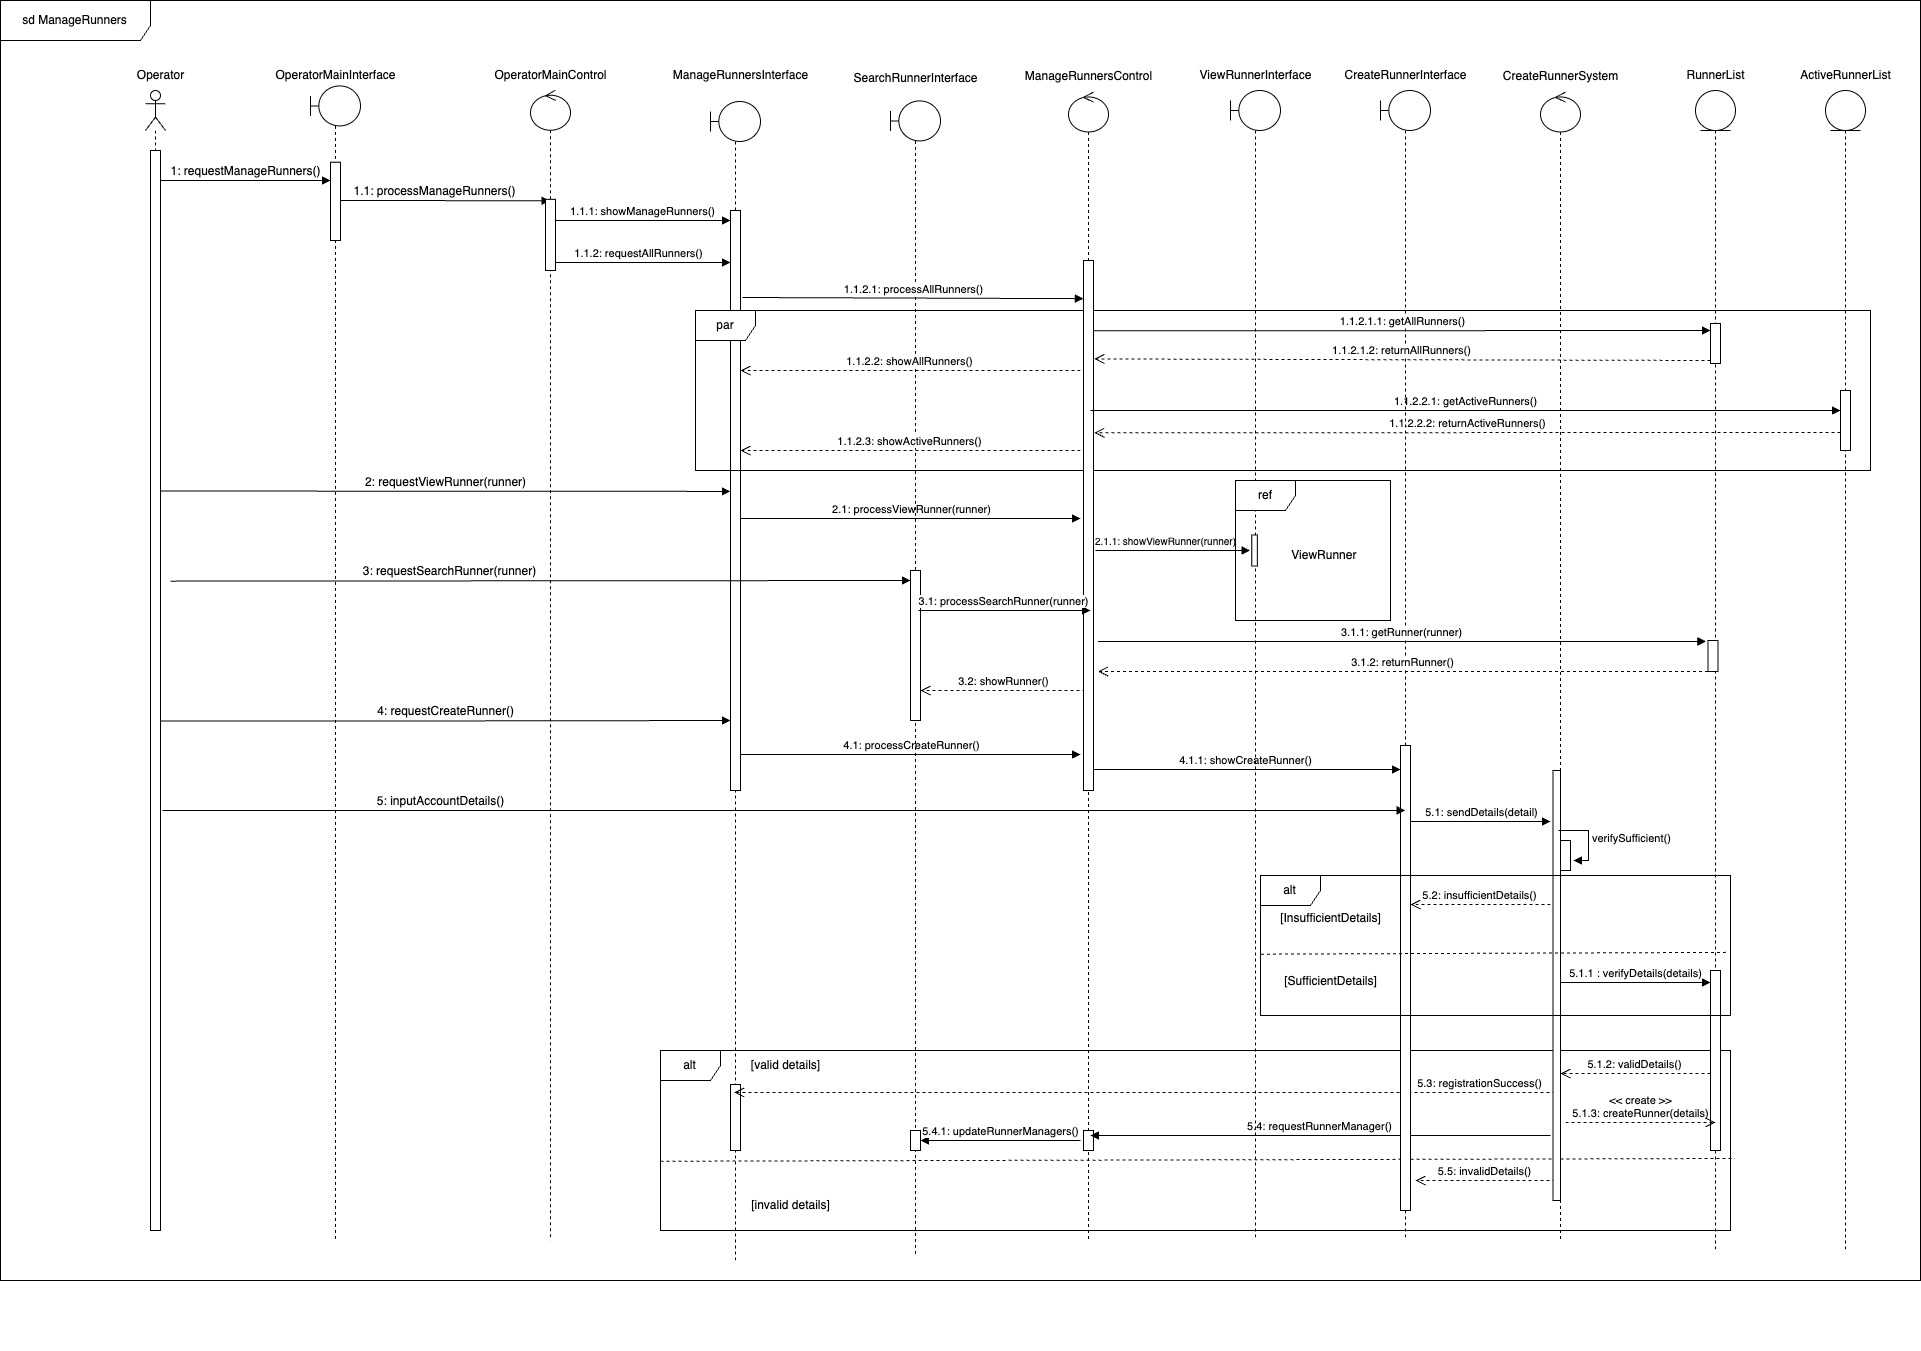 sd ManageRunners
Operator
OperatorMainInterface
OperatorMainControl
ManageRunnersInterface
SearchRunnerInterface
ManageRunnersControl
ViewRunnerInterface
CreateRunnerInterface
CreateRunnerSystem
RunnerList
ActiveRunnerList
1: requestManageRunners()
1.1: processManageRunners()
1.1.1: showManageRunners()
1.1.2: requestAllRunners()
1.1.2.1: processAllRunners()
par
1.1.2.1.1: getAllRunners()
1.1.2.1.2: returnAllRunners()
1.1.2.2: showAllRunners()
1.1.2.2.1: getActiveRunners()
1.1.2.2.2: returnActiveRunners()
1.1.2.3: showActiveRunners()
2: requestViewRunner(runner)
ref
2.1: processViewRunner(runner)
2.1.1: showViewRunner(runner)
ViewRunner
3: requestSearchRunner(runner)
3.1: processSearchRunner(runner)
3.1.1: getRunner(runner)
3.1.2: returnRunner()
3.2: showRunner()
4: requestCreateRunner()
4.1: processCreateRunner()
4.1.1: showCreateRunner()
5: inputAccountDetails()
5.1: sendDetails(detail)
verifySufficient()
alt
5.2: insufficientDetails()
[InsufficientDetails]
5.1.1 : verifyDetails(details)
[SufficientDetails]
alt
[valid details]
5.1.2: validDetails()
5.3: registrationSuccess()
<< create >>
5.1.3: createRunner(details)
5.4: requestRunnerManager()
5.4.1: updateRunnerManagers()
5.5: invalidDetails()
[invalid details]